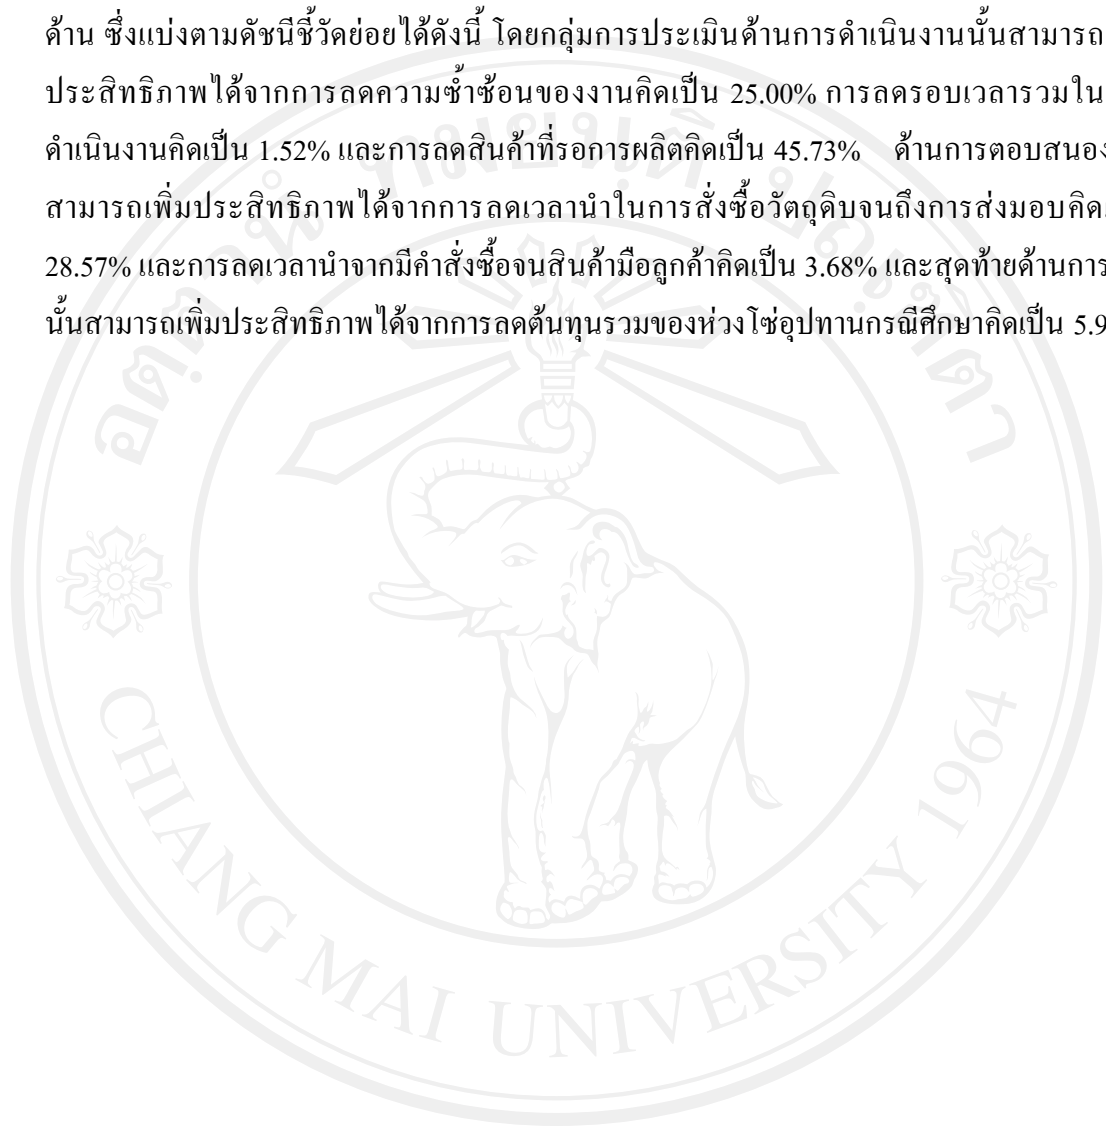 ด้าน ซึ่งแบ่งตามดัชนีชี้วัดย่อยได้ดังนี้ โดยกลุ่มการประเมินด้านการดำเนินงานนั้นสามารถ
ประสิทธิภาพได้จากการลดความซ้ำซ้อนของงานคิดเป็น 25.00% การลดรอบเวลารวมใน
ดำเนินงานคิดเป็น 1.52% และการลดสินค้าที่รอการผลิตคิดเป็น 45.73% ด้านการตอบสนอง
สามารถเพิ่มประสิทธิภาพได้จากการลดเวลานำในการสั่งซื้อวัตถุดิบจนถึงการส่งมอบคิด
28.57% และการลดเวลานำจากมีคำสั่งซื้อจนสินค้ามือลูกค้าคิดเป็น 3.68% และสุดท้ายด้านการ
นั้นสามารถเพิ่มประสิทธิภาพได้จากการลดต้นทุนรวมของห่วงโซ่อุปทานกรณีศึกษาคิดเป็น 5.9
อตฺตานํ ทมยนฺติ ปณฺฑิตา
CHIANG MAI UNIVERSITY 1964